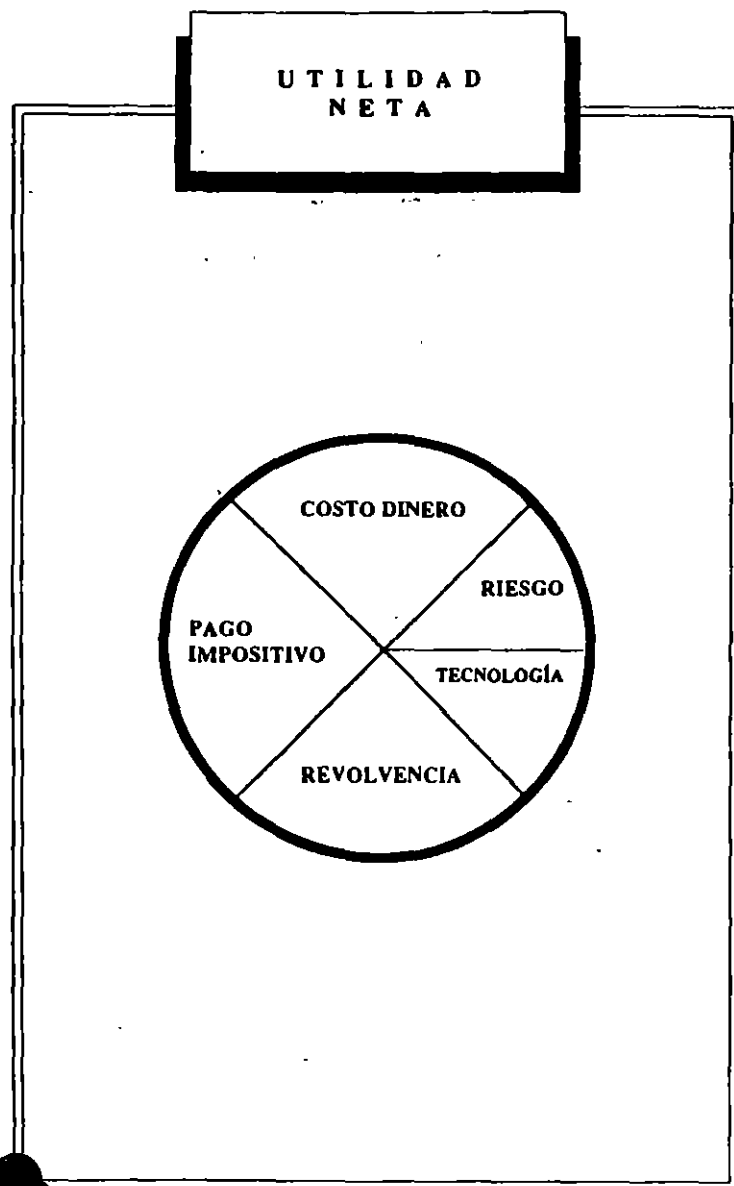 UTILIDAD
NETA
COSTO DINERO
RIESGO
PAGO
IMPOSITIVO
TECNOLOGÍA
REVOLVENCIA